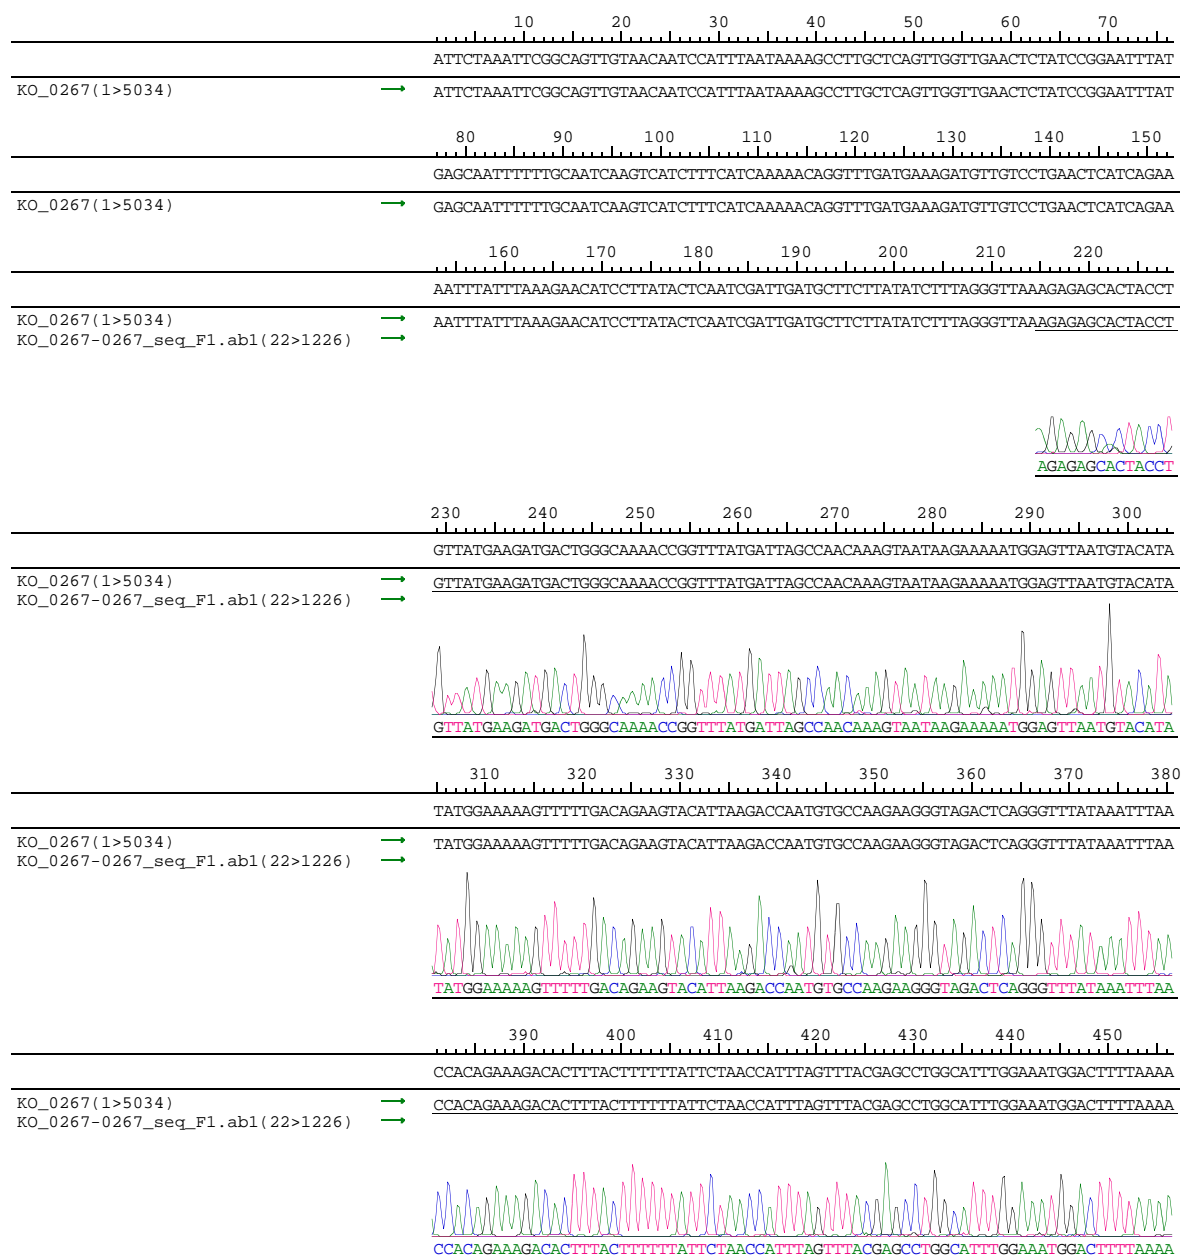 10 20 30 40 50 60 70
ATTCTAAATTCGGCAGTTGTAACAATCCATTTAATAAAAGCCTTGCTCAGTTGGTTGAACTCTATCCGGAATTTAT
KO_0267(1>5034) → ATTCTAAATTCGGCAGTTGTAACAATCCATTTAATAAAAGCCTTGCTCAGTTGGTTGAACTCTATCCGGAATTTAT
80 90 100 110 120 130 140 150
GAGCAATTTTTTGCAATCAAGTCATCTTTCATCAAAAACAGGTTTGATGAAAGATGTTGTCCTGAACTCATCAGAA
KO_0267(1>5034) → GAGCAATTTTTTGCAATCAAGTCATCTTTCATCAAAAACAGGTTTGATGAAAGATGTTGTCCTGAACTCATCAGAA
160 170 180 190 200 210 220
AATTTATTTAAAGAACATCCTTATACTCAATCGATTGATGCTTCTTATATCTTTAGGGTTAAAGAGAGCACTACCT
KO_0267(1>5034) → AATTTATTTAAAGAACATCCTTATACTCAATCGATTGATGCTTCTTATATCTTTAGGGTTAAAGAGAGCACTACCT
KO_0267-0267_seq_F1.ab1(22>1226) →
AGAGAGCACTACCT
230 240 250 260 270 280 290 300
GTTATGAAGATGACTGGGCAAAACCGGTTTATGATTAGCCAACAAAGTAATAAGAAAAATGGAGTTAATGTACATA
KO_0267(1>5034) → GTTATGAAGATGACTGGGCAAAACCGGTTTATGATTAGCCAACAAAGTAATAAGAAAAATGGAGTTAATGTACATA
KO_0267-0267_seq_F1.ab1(22>1226) →
GTTATGAAGATGACTGGGCAAAACCGGTTTATGATTAGCCAACAAAGTAATAAGAAAAATGGAGTTAATGTACATA
310 320 330 340 350 360 370 380
TATGGAAAAAGTTTTTGACAGAAGTACATTAAGACCAATGTGCCAAGAAGGGTAGACTCAGGGTTTATAAATTTAA
KO_0267(1>5034) → TATGGAAAAAGTTTTTGACAGAAGTACATTAAGACCAATGTGCCAAGAAGGGTAGACTCAGGGTTTATAAATTTAA
KO_0267-0267_seq_F1.ab1(22>1226) →
TATGGAAAAAGTTTTTGACAGAAGTACATTAAGACCAATGTGCCAAGAAGGGTAGACTCAGGGTTTATAAATTTAA
390 400 410 420 430 440 450
CCACAGAAAGACACTTTACTTTTTTATTCTAACCATTTAGTTTACGAGCCTGGCATTTGGAAATGGACTTTTAAAA
KO_0267(1>5034) → CCACAGAAAGACACTTTACTTTTTTATTCTAACCATTTAGTTTACGAGCCTGGCATTTGGAAATGGACTTTTAAAA
KO_0267-0267_seq_F1.ab1(22>1226) →
CCACAGAAAGACACTTTACTTTTTTATTCTAACCATTTAGTTTACGAGCCTGGCATTTGGAAATGGACTTTTAAAA